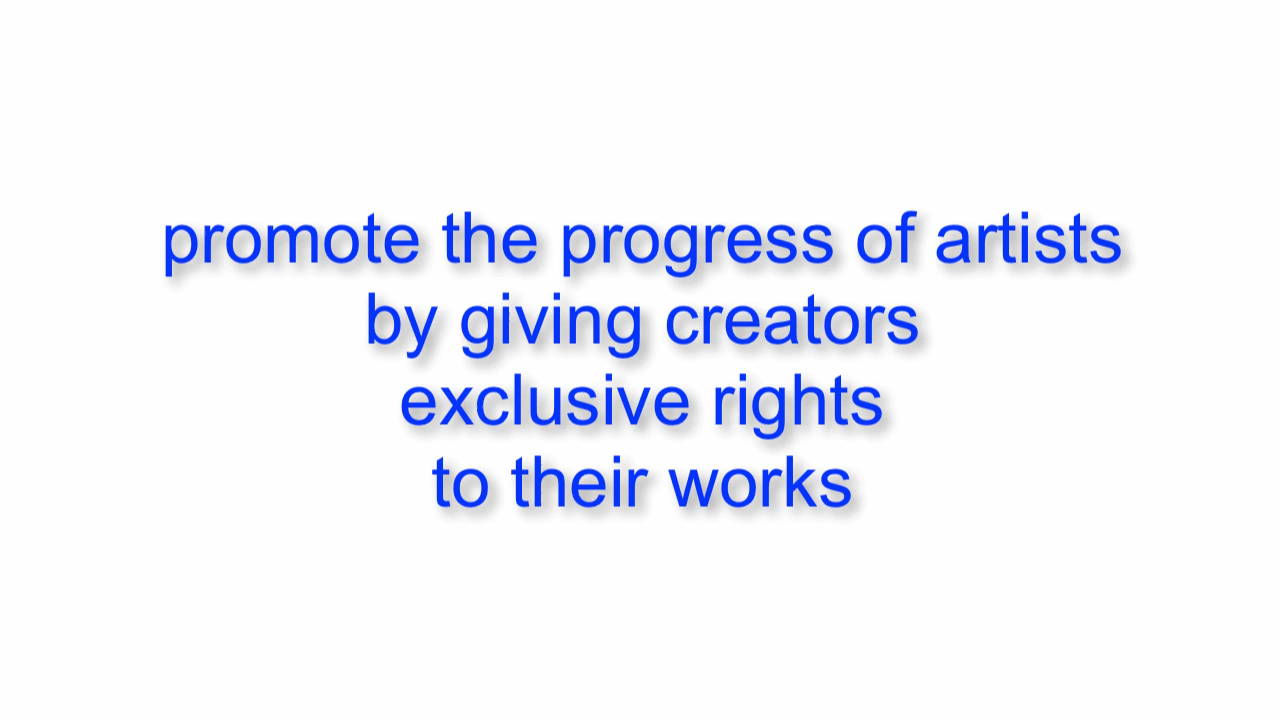 promote the progress of artists
by giving creators
exclusive rights
to their works